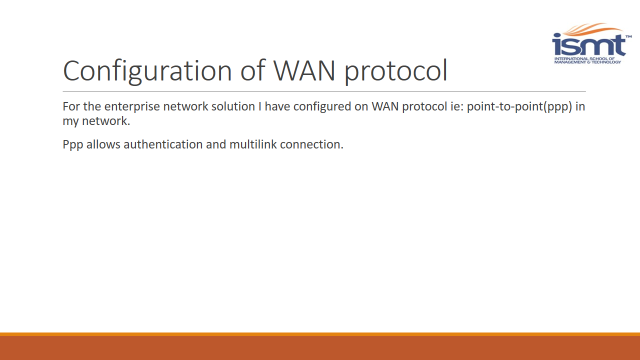 ismt™
INTERNATIONAL SCHOOL OF
MANAGEMENT & TECHNOLOGY
Configuration of WAN protocol
For the enterprise network solution I have configured on WAN protocol ie: point-to-point(ppp) in
my network.
Ppp allows authentication and multilink connection.